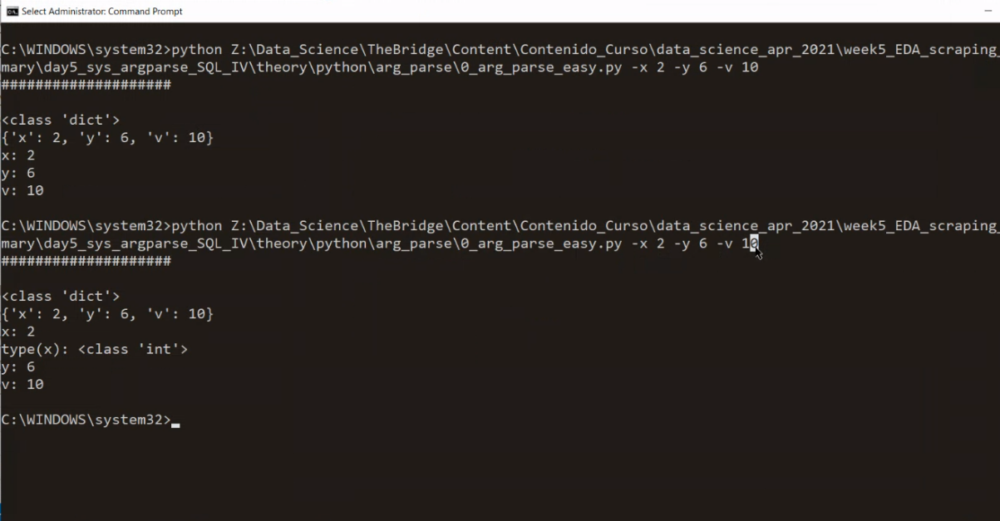 Select Administrator: Command Prompt
C:\WINDOWS\system32>python Z:\Data_Science\TheBridge\Content\Contenido_Curso\data_science_apr_2021\week5_EDA_scraping_
mary\day5_sys_argparse_SQL_IV\theory\python\arg_parse\0_arg_parse_easy.py -x 2 -y 6 -v 10
####################
<class 'dict'>
{'x': 2, 'y': 6, 'v': 10}
x: 2
y: 6
v: 10
C:\WINDOWS\system32>python Z:\Data_Science\TheBridge\Content\Contenido_Curso\data_science_apr_2021\week5_EDA_scraping_
mary\day5_sys_argparse_SQL_IV\theory\python\arg_parse\0_arg_parse_easy.py -x 2 -y 6 -v 10
####################
<class 'dict'>
{'x': 2, 'y': 6, 'v': 10}
x: 2
type(x): <class 'int'>
y: 6
v: 10
C:\WINDOWS\system32>